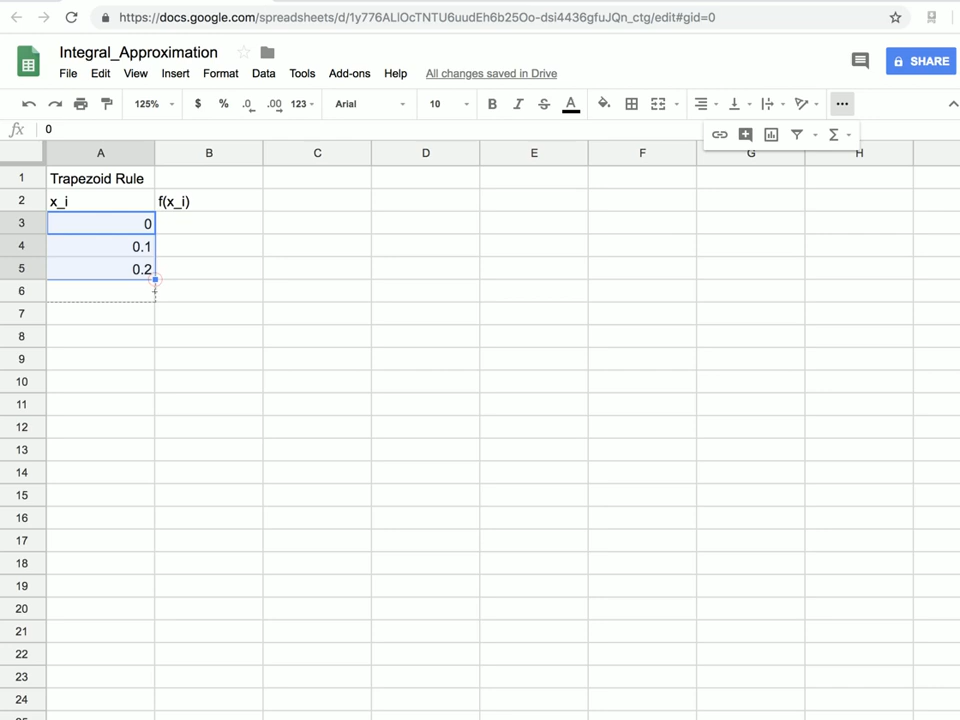 https://docs.google.com/spreadsheets/d/1y776ALlOcTNTU6uudEh6b25Oo-dsi4436gfuJQn_ctg/edit#gid=0
Integral_Approximation
File Edit View Insert Format Data Tools Add-ons Help All changes saved in Drive
SHARE
125% $ % .0 .00 123 Arial 10 B I S A
fx 0
A B C D E F G H
1 Trapezoid Rule
2 x_i f(x_i)
3 0
4 0.1
5 0.2
6
7
8
9
10
11
12
13
14
15
16
17
18
19
20
21
22
23
24